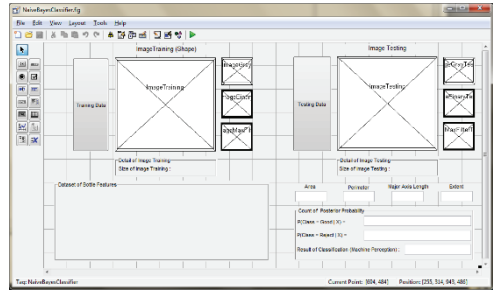 NaiveBayesClassifier.fig
File Edit View Layout Tools Help
ImageTraining (Shape)
Image Testing
ImageTraining
ImageTesting
Training Data
Testing Data
Detail of Image Training
Size of Image Training :
Detail of Image Testing
Size of Image Testing :
Dataset of Bottle Features
Area Perimeter Major Axis Length Extent
Count of Posterior Probability
P(Class = Good | X) =
P(Class = Reject | X) =
Result of Classification (Machine Perception) :
Tag: NaiveBayesClassifier Current Point: [694, 484] Position: [255, 314, 943, 486]